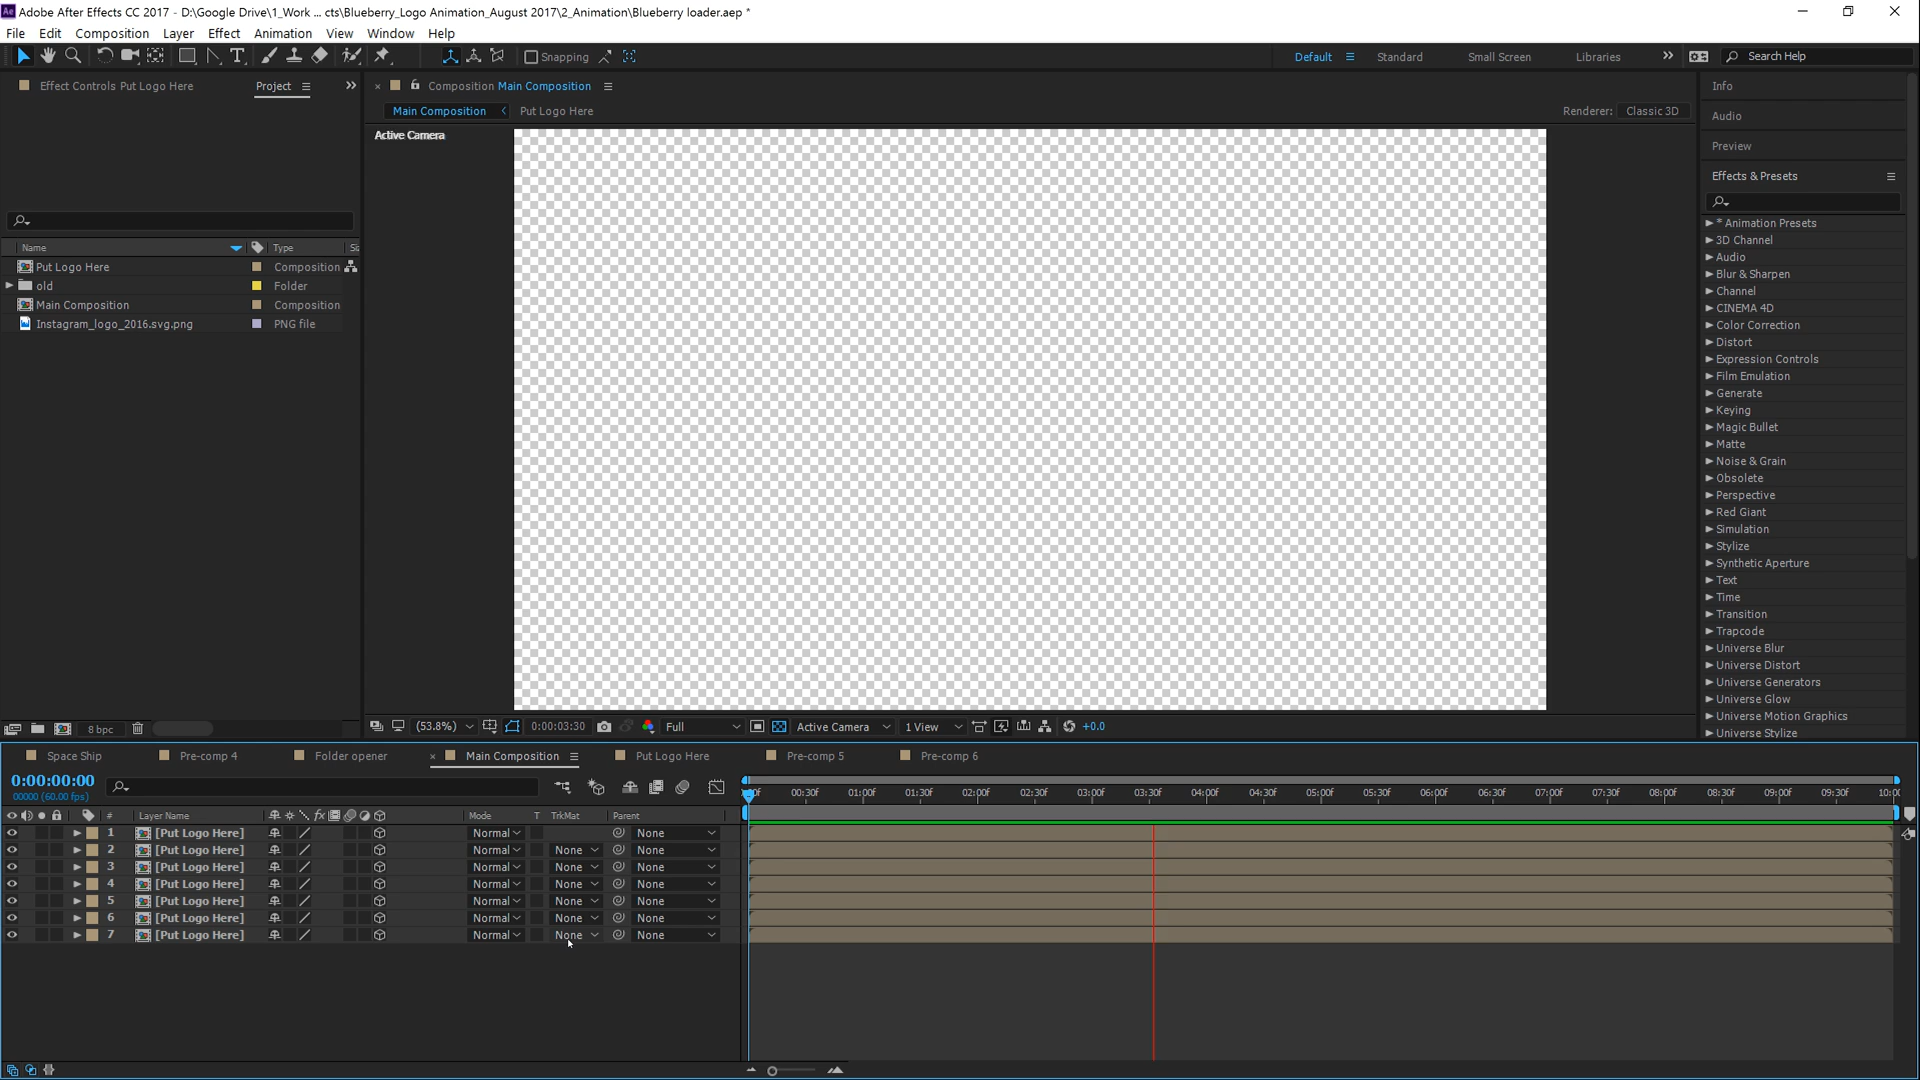 Adobe After Effects CC 2017 - D:\Google Drive\1_Work ... cts\Blueberry_Logo Animation_August 2017\2_Animation\Blueberry loader.aep *
File Edit Composition Layer Effect Animation View Window Help
Snapping Default Standard Small Screen Libraries Search Help
Effect Controls Put Logo Here Project
Composition Main Composition
Main Composition Put Logo Here Renderer: Classic 3D
Active Camera
Name Type
Put Logo Here Composition
old Folder
Main Composition Composition
Instagram_logo_2016.svg.png PNG file
8 bpc
(53.8%) 0:00:03:30 Full Active Camera 1 View +0.0
Info
Audio
Preview
Effects & Presets
* Animation Presets
3D Channel
Audio
Blur & Sharpen
Channel
CINEMA 4D
Color Correction
Distort
Expression Controls
Film Emulation
Generate
Keying
Magic Bullet
Matte
Noise & Grain
Obsolete
Perspective
Red Giant
Simulation
Stylize
Synthetic Aperture
Text
Time
Transition
Trapcode
Universe Blur
Universe Distort
Universe Generators
Universe Glow
Universe Motion Graphics
Universe Stylize
Space Ship Pre-comp 4 Folder opener Main Composition Put Logo Here Pre-comp 5 Pre-comp 6
0:00:00:00
00000 (60.00 fps)
00:30f 01:00f 01:30f 02:00f 02:30f 03:00f 03:30f 04:00f 04:30f 05:00f 05:30f 06:00f 06:30f 07:00f 07:30f 08:00f 08:30f 09:00f 09:30f
# Layer Name fx Mode T TrkMat Parent
1 [Put Logo Here] Normal None
2 [Put Logo Here] Normal None None
3 [Put Logo Here] Normal None None
4 [Put Logo Here] Normal None None
5 [Put Logo Here] Normal None None
6 [Put Logo Here] Normal None None
7 [Put Logo Here] Normal None None